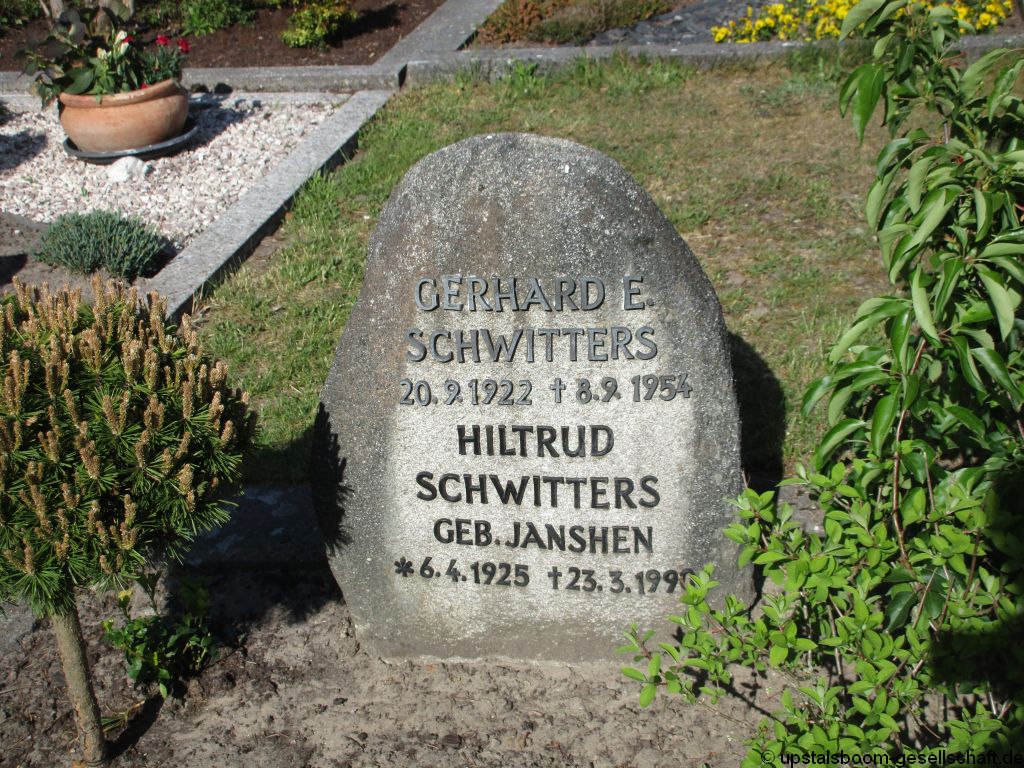 GERHARD E.
SCHWITTERS
20.9.1922 † 8.9.1954
HILTRUD
SCHWITTERS
GEB. JANSHEN
* 6.4.1925 † 23.3.
© upstalsboom-gesellschaft.de